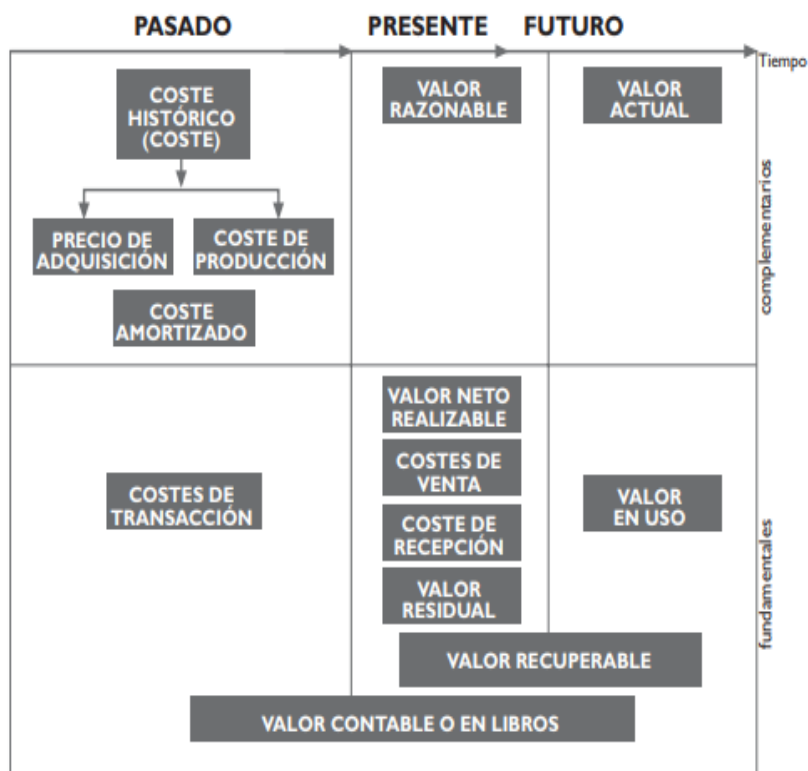 PASADO
PRESENTE
FUTURO
Tiempo
COSTE
HISTÓRICO
(COSTE)
VALOR
RAZONABLE
VALOR
ACTUAL
PRECIO DE
ADQUISICIÓN
COSTE DE
PRODUCCIÓN
COSTE
AMORTIZADO
complementarios
VALOR NETO
REALIZABLE
COSTES DE
VENTA
COSTES DE
TRANSACCIÓN
VALOR
EN USO
COSTE DE
RECEPCIÓN
VALOR
RESIDUAL
fundamentales
VALOR RECUPERABLE
VALOR CONTABLE O EN LIBROS